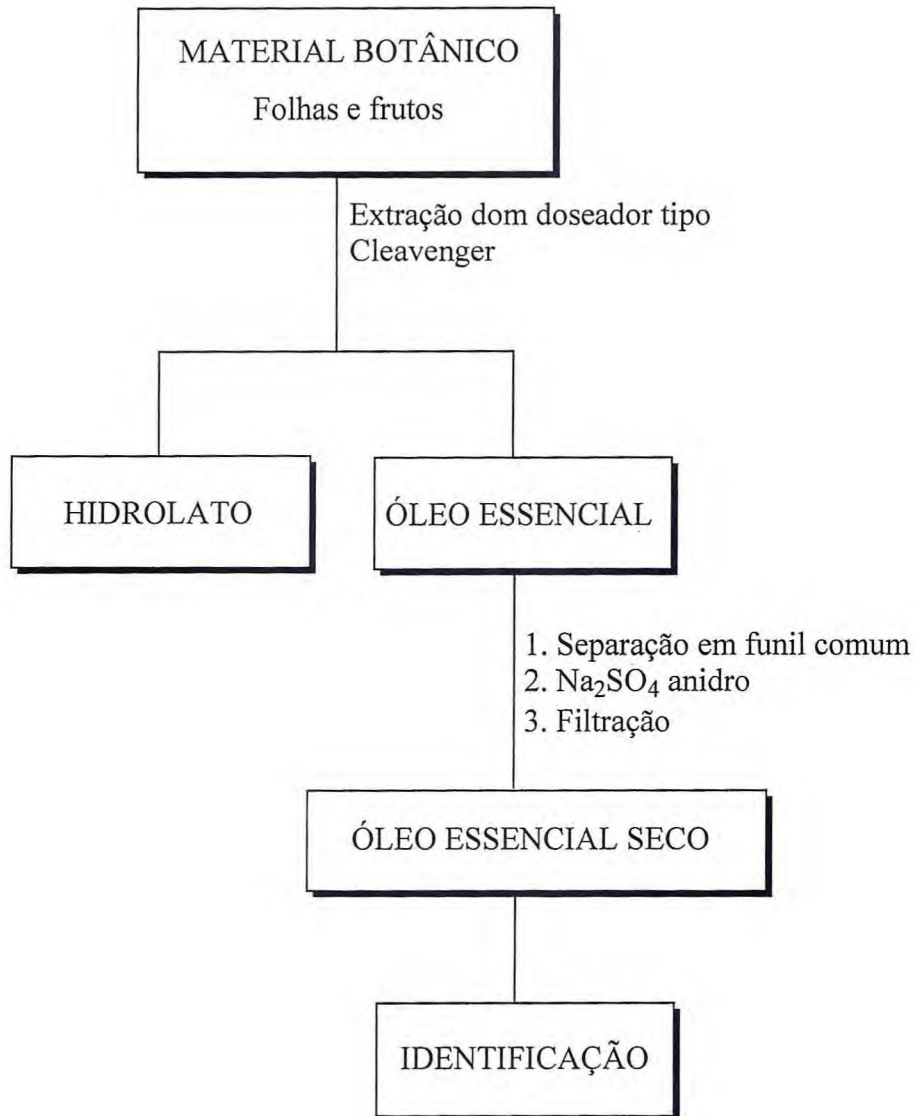 MATERIAL BOTÂNICO
Folhas e frutos
Extração dom doseador tipo
Cleavenger
HIDROLATO
ÓLEO ESSENCIAL
1. Separação em funil comum
2. Na₂SO₄ anidro
3. Filtração
ÓLEO ESSENCIAL SECO
IDENTIFICAÇÃO